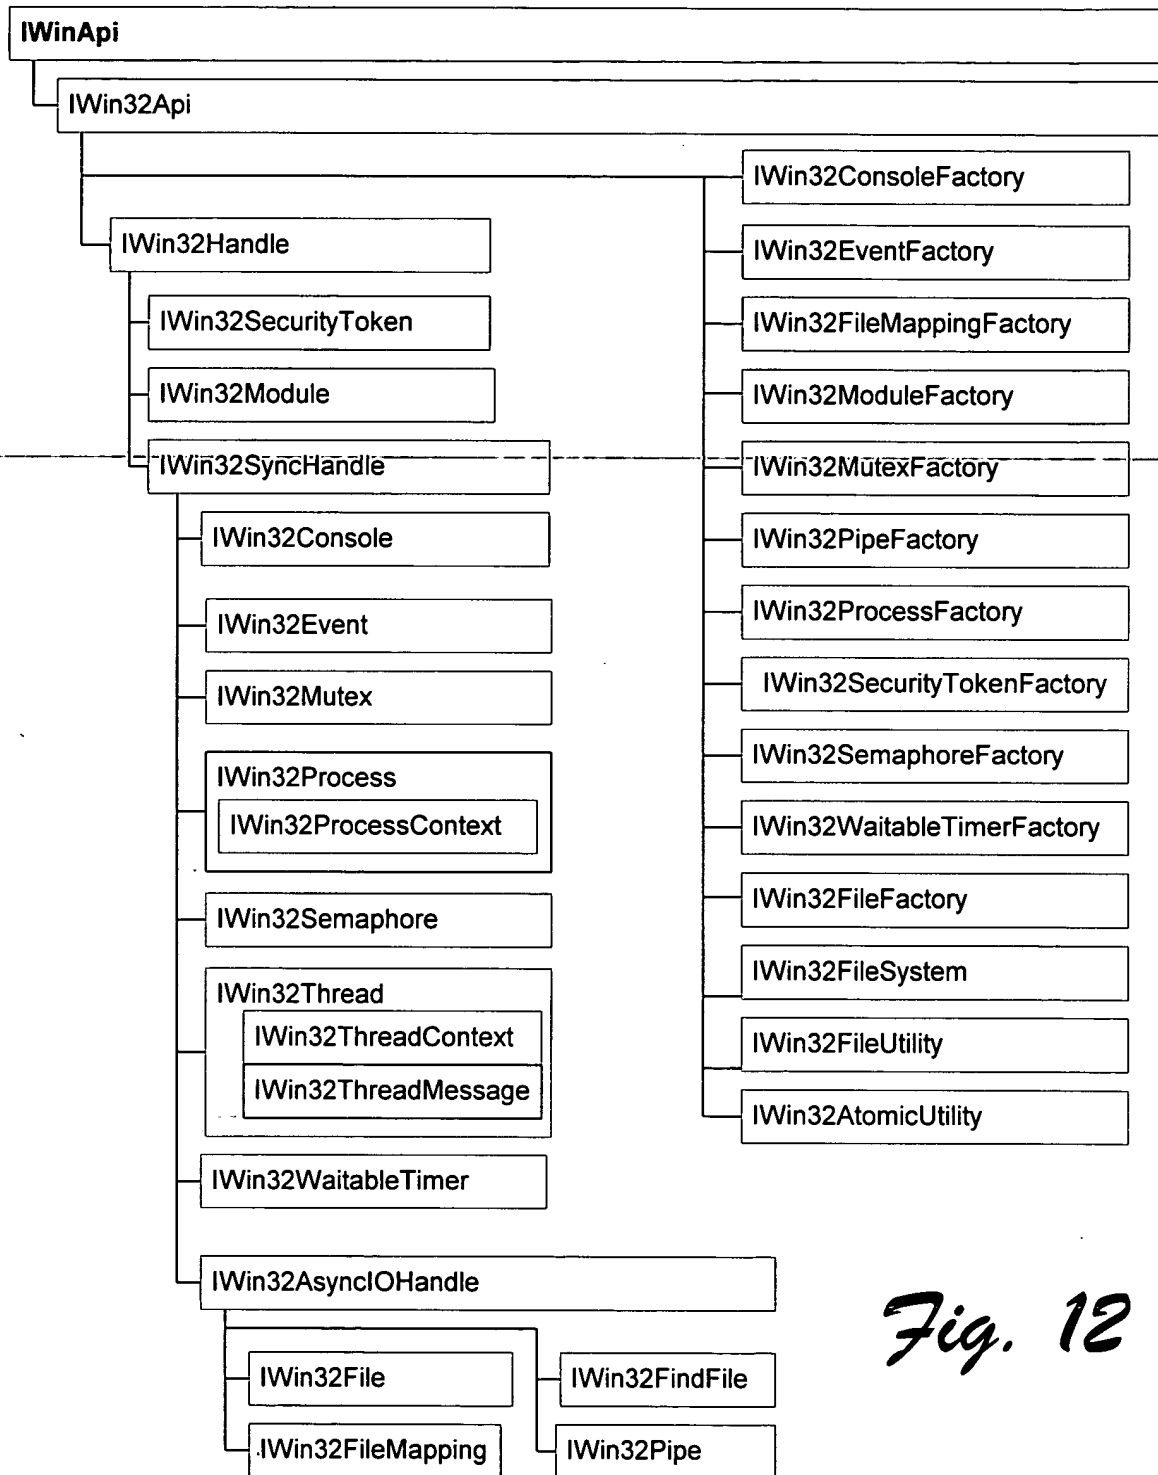 IWinApi
IWin32Api
IWin32Handle
IWin32SecurityToken
IWin32Module
IWin32SyncHandle
IWin32Console
IWin32Event
IWin32Mutex
IWin32Process
IWin32ProcessContext
IWin32Semaphore
IWin32Thread
IWin32ThreadContext
IWin32ThreadMessage
IWin32WaitableTimer
IWin32AsyncIOHandle
IWin32File
IWin32FindFile
IWin32FileMapping
IWin32Pipe
IWin32ConsoleFactory
IWin32EventFactory
IWin32FileMappingFactory
IWin32ModuleFactory
IWin32MutexFactory
IWin32PipeFactory
IWin32ProcessFactory
IWin32SecurityTokenFactory
IWin32SemaphoreFactory
IWin32WaitableTimerFactory
IWin32FileFactory
IWin32FileSystem
IWin32FileUtility
IWin32AtomicUtility
Fig. 12